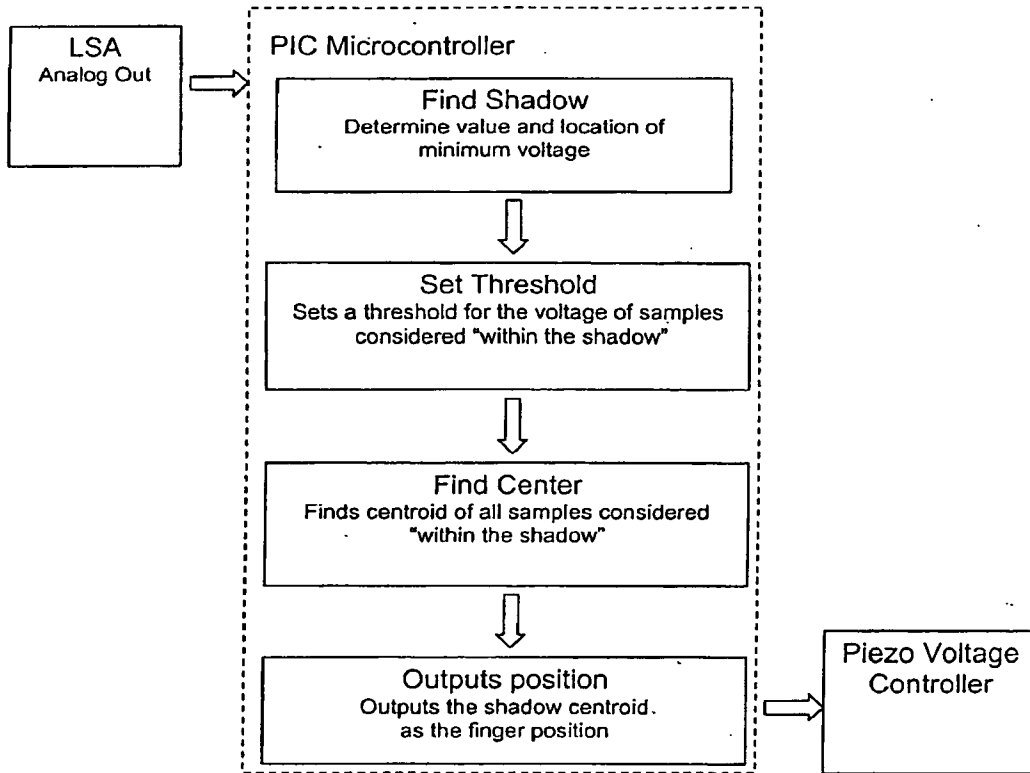 LSA
Analog Out
PIC Microcontroller
Find Shadow
Determine value and location of
minimum voltage
Set Threshold
Sets a threshold for the voltage of samples
considered "within the shadow"
Find Center
Finds centroid of all samples considered
"within the shadow"
Outputs position
Outputs the shadow centroid.
as the finger position
Piezo Voltage
Controller